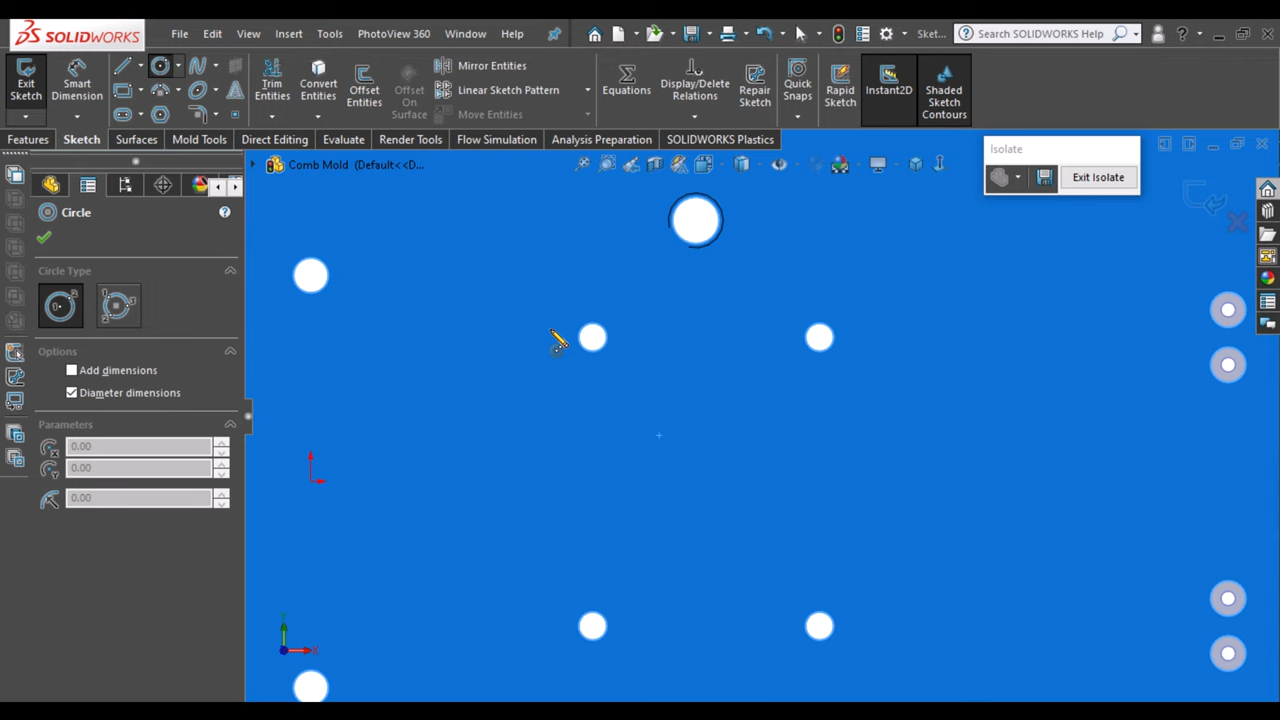 SOLIDWORKS
File Edit View Insert Tools PhotoView 360 Window Help
Sket...
Search SOLIDWORKS Help
Exit Sketch
Smart Dimension
Trim Entities
Convert Entities
Offset Entities
Offset On Surface
Mirror Entities
Linear Sketch Pattern
Move Entities
Equations
Display/Delete Relations
Repair Sketch
Quick Snaps
Rapid Sketch
Instant2D
Shaded Sketch Contours
Features Sketch Surfaces Mold Tools Direct Editing Evaluate Render Tools Flow Simulation Analysis Preparation SOLIDWORKS Plastics
Comb Mold (Default<<D...
Isolate
Exit Isolate
Circle
Circle Type
Options
Add dimensions
Diameter dimensions
Parameters
0.00
0.00
0.00